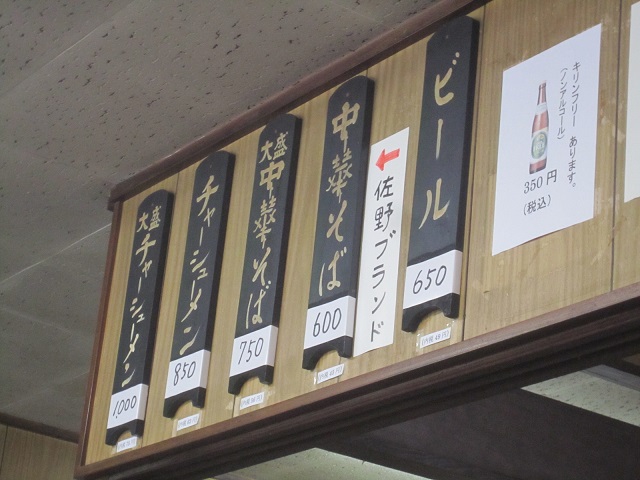 キリンフリー あります。
(ノンアルコール)
350円
(税込)
ビール
650
佐野ブランド
中華そば
600
大盛
中華そば
750
チャーシューメン
850
大盛
チャーシューメン
1,000